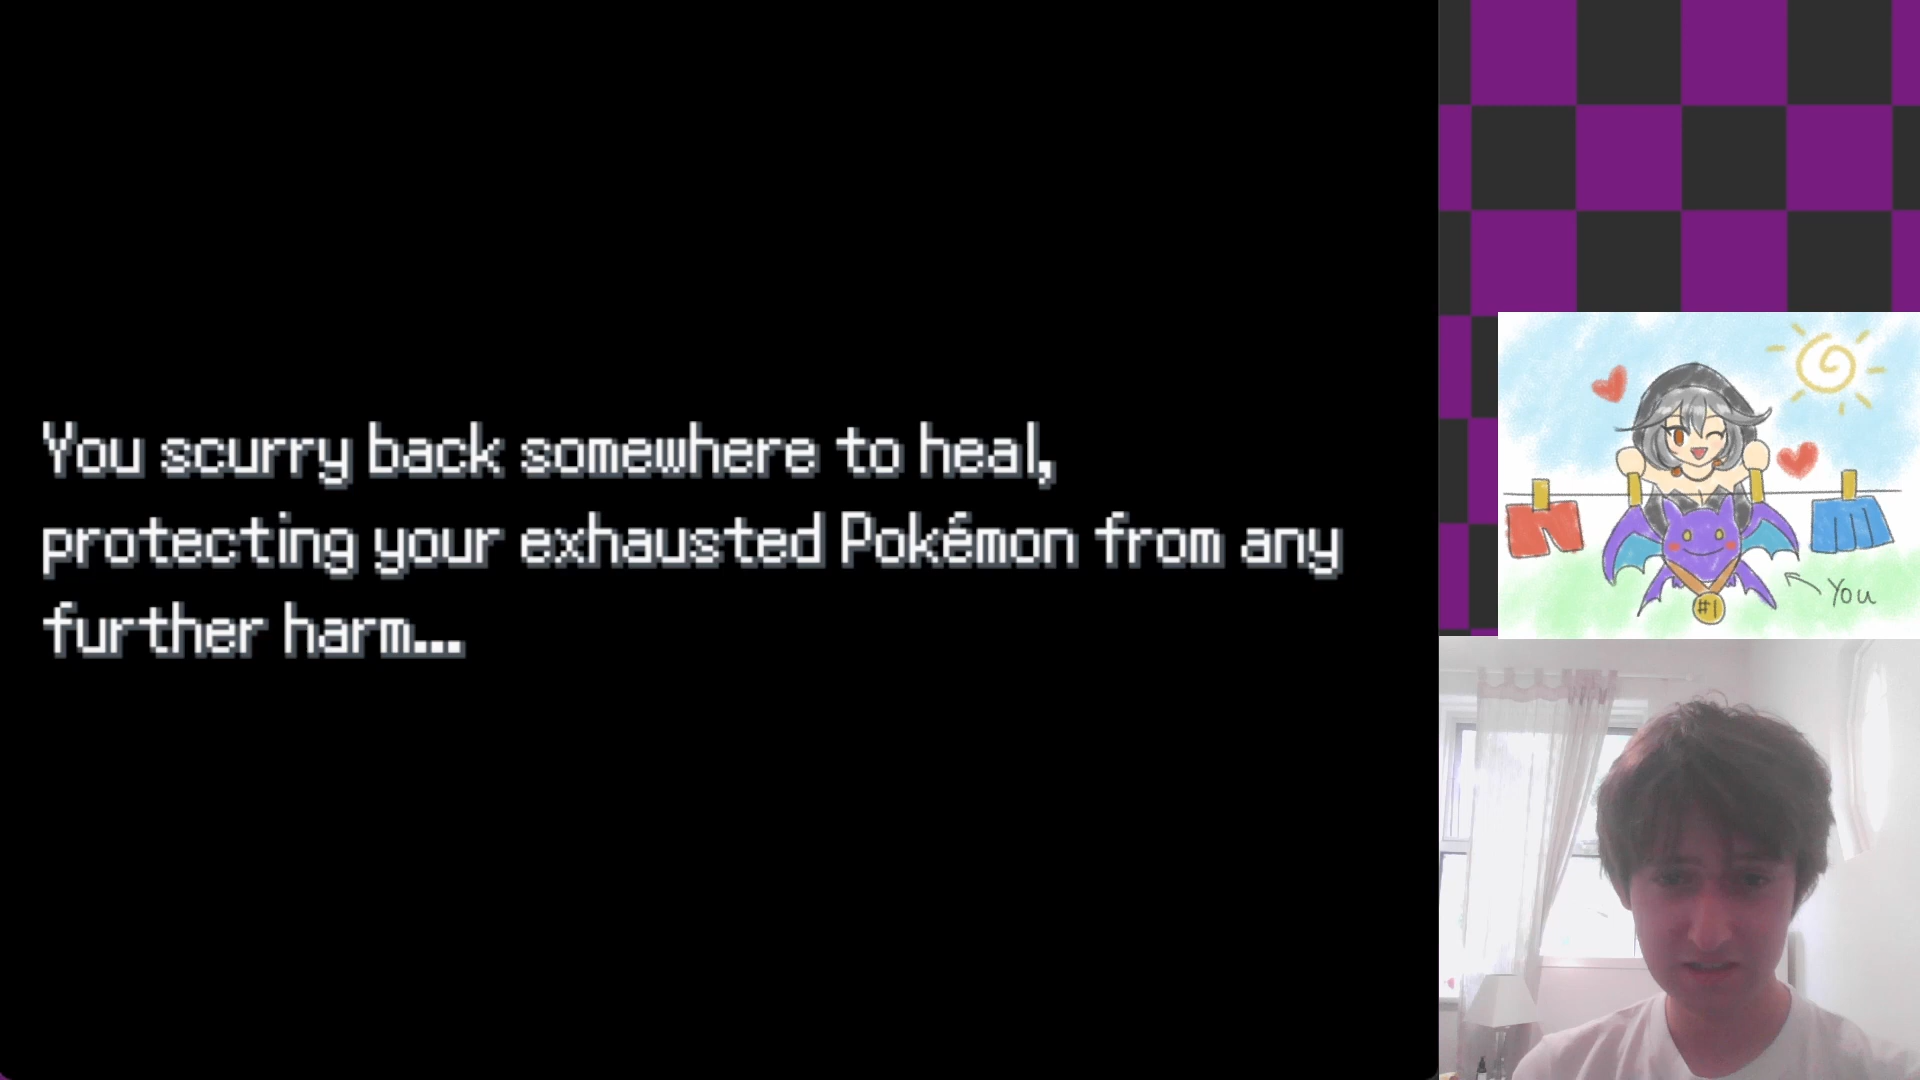 You scurry back somewhere to heal,
protecting your exhausted Pokémon from any
further harm...
You
#1